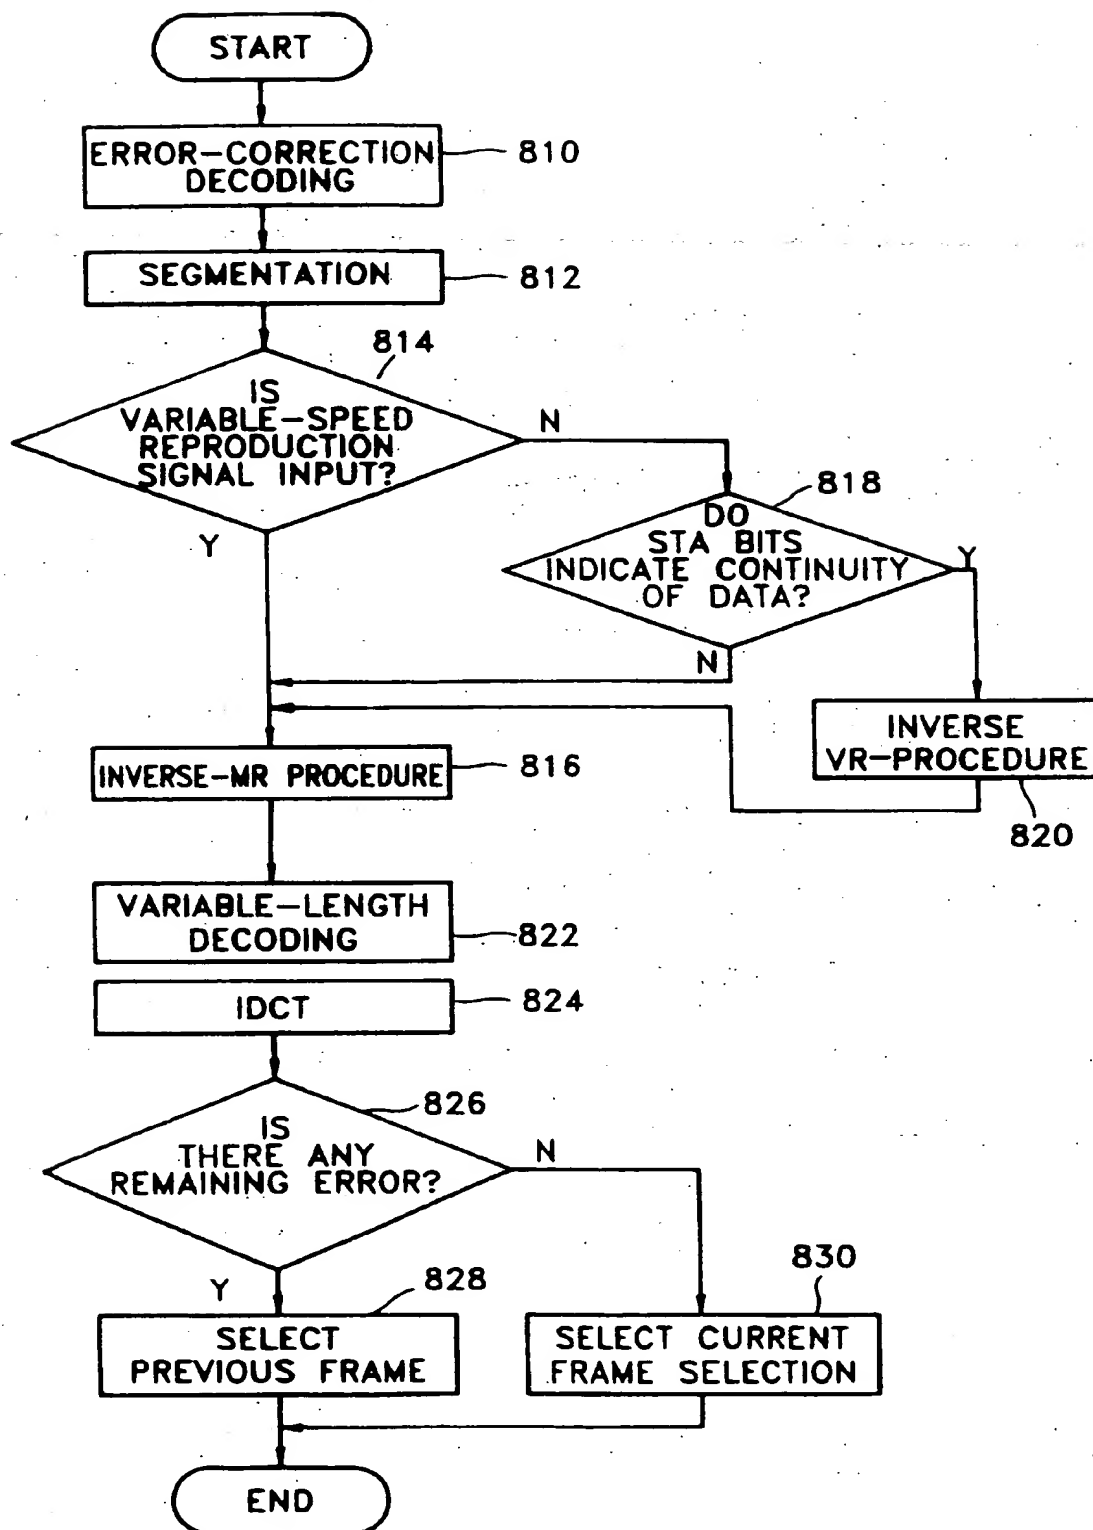 START
ERROR-CORRECTION
DECODING
810
SEGMENTATION
812
814
IS
VARIABLE-SPEED
REPRODUCTION
SIGNAL INPUT?
N
Y
818
DO
STA BITS
INDICATE CONTINUITY
OF DATA?
Y
N
INVERSE
VR-PROCEDURE
820
INVERSE-MR PROCEDURE
816
VARIABLE-LENGTH
DECODING
822
IDCT
824
826
IS
THERE ANY
REMAINING ERROR?
N
Y
828
SELECT
PREVIOUS FRAME
830
SELECT CURRENT
FRAME SELECTION
END